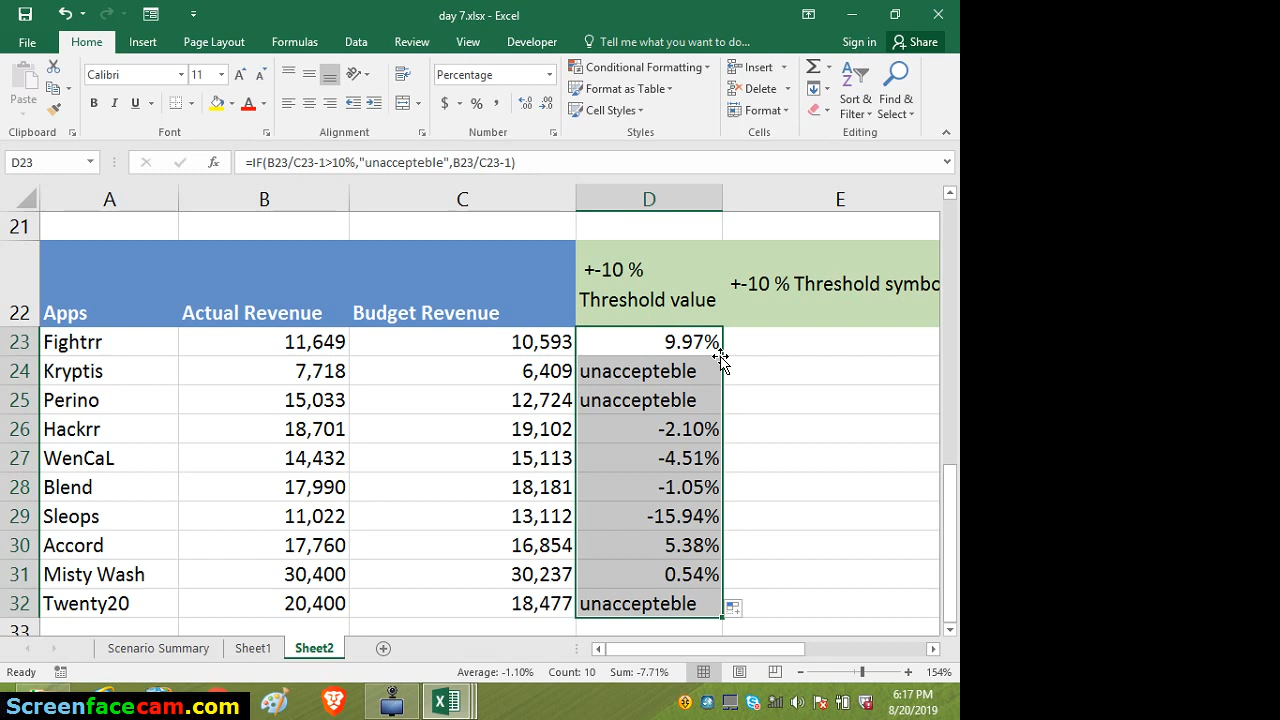 day 7.xlsx - Excel
File Home Insert Page Layout Formulas Data Review View Developer Tell me what you want to do... Sign in Share
Paste
Calibri 11
B I U
Percentage
$ % ,
Conditional Formatting
Format as Table
Cell Styles
Insert
Delete
Format
Sort & Filter
Find & Select
Clipboard Font Alignment Number Styles Cells Editing
D23 fx =IF(B23/C23-1>10%,"unaccepteble",B23/C23-1)
A B C D E
21
22 Apps Actual Revenue Budget Revenue +-10 % Threshold value +-10 % Threshold symbo
23 Fightrr 11,649 10,593 9.97%
24 Kryptis 7,718 6,409 unaccepteble
25 Perino 15,033 12,724 unaccepteble
26 Hackrr 18,701 19,102 -2.10%
27 WenCaL 14,432 15,113 -4.51%
28 Blend 17,990 18,181 -1.05%
29 Sleops 11,022 13,112 -15.94%
30 Accord 17,760 16,854 5.38%
31 Misty Wash 30,400 30,237 0.54%
32 Twenty20 20,400 18,477 unaccepteble
33
Scenario Summary Sheet1 Sheet2
Ready Average: -1.10% Count: 10 Sum: -7.71% 154%
Screenfacecam.com
6:17 PM
8/20/2019